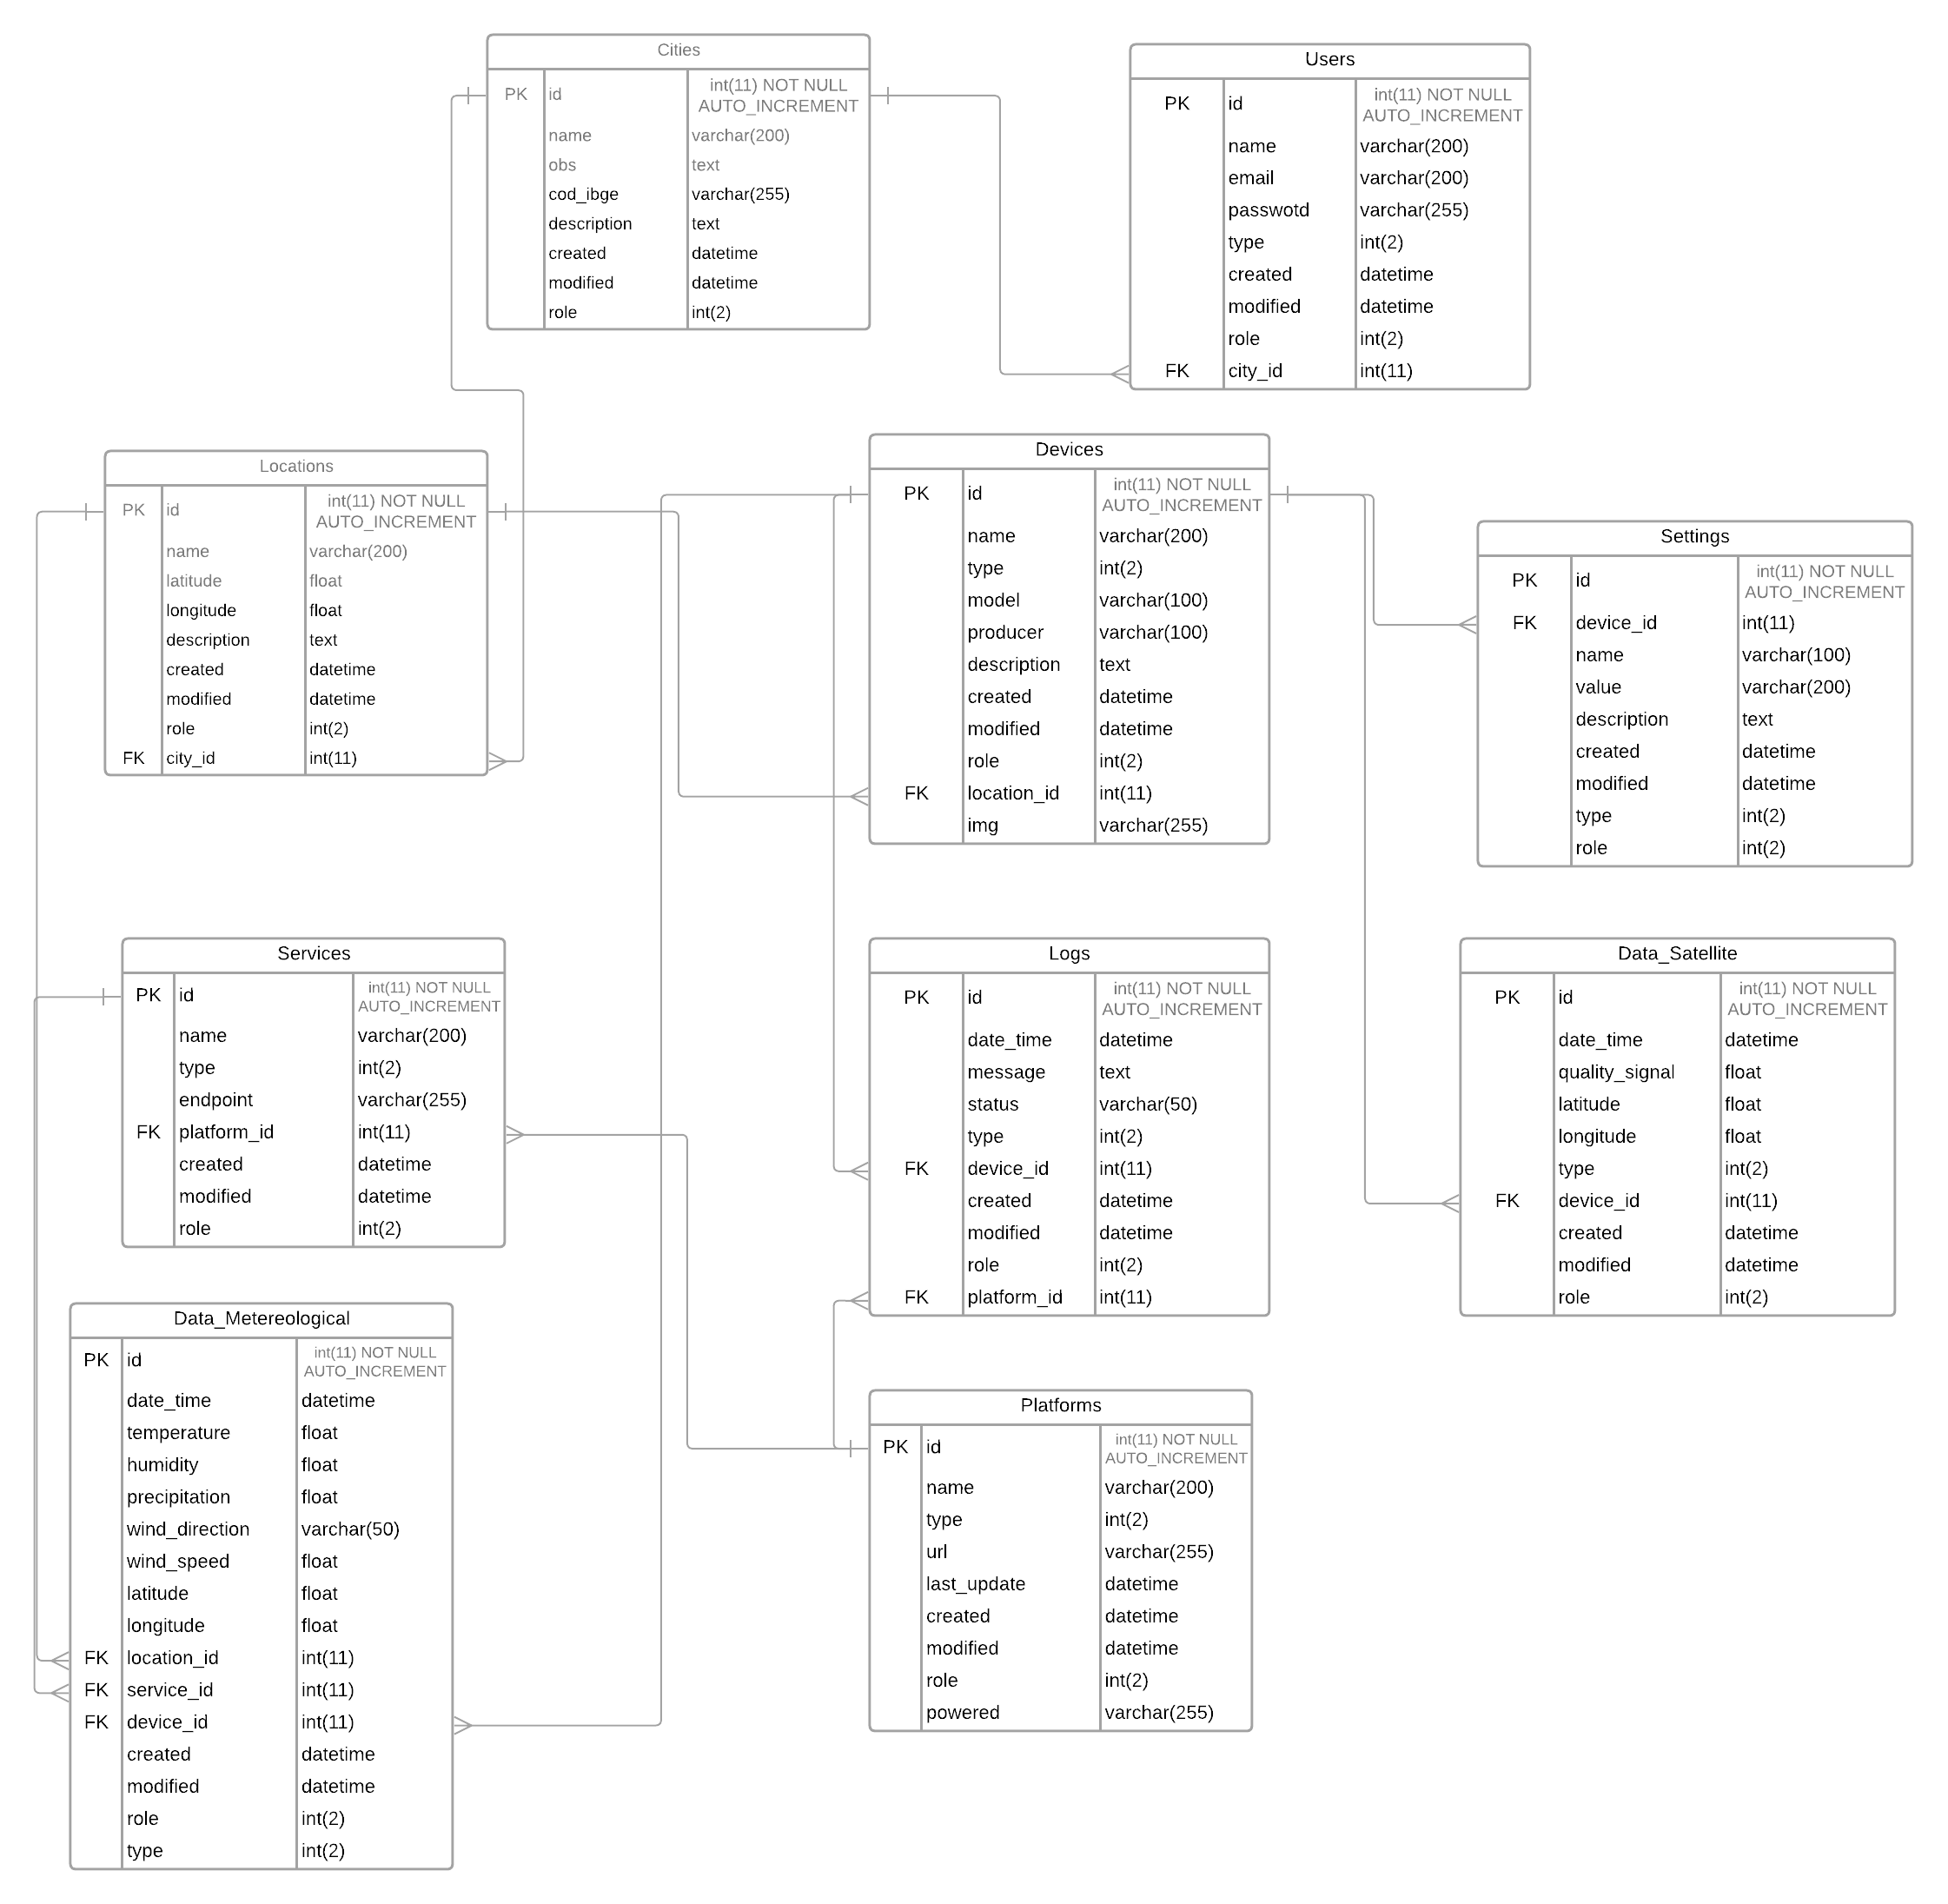 Cities
PK id int(11) NOT NULL AUTO_INCREMENT
name varchar(200)
obs text
cod_ibge varchar(255)
description text
created datetime
modified datetime
role int(2)
Users
PK id int(11) NOT NULL AUTO_INCREMENT
name varchar(200)
email varchar(200)
passwotd varchar(255)
type int(2)
created datetime
modified datetime
role int(2)
FK city_id int(11)
Locations
PK id int(11) NOT NULL AUTO_INCREMENT
name varchar(200)
latitude float
longitude float
description text
created datetime
modified datetime
role int(2)
FK city_id int(11)
Devices
PK id int(11) NOT NULL AUTO_INCREMENT
name varchar(200)
type int(2)
model varchar(100)
producer varchar(100)
description text
created datetime
modified datetime
role int(2)
FK location_id int(11)
img varchar(255)
Settings
PK id int(11) NOT NULL AUTO_INCREMENT
FK device_id int(11)
name varchar(100)
value varchar(200)
description text
created datetime
modified datetime
type int(2)
role int(2)
Services
PK id int(11) NOT NULL AUTO_INCREMENT
name varchar(200)
type int(2)
endpoint varchar(255)
FK platform_id int(11)
created datetime
modified datetime
role int(2)
Logs
PK id int(11) NOT NULL AUTO_INCREMENT
date_time datetime
message text
status varchar(50)
type int(2)
FK device_id int(11)
created datetime
modified datetime
role int(2)
FK platform_id int(11)
Data_Satellite
PK id int(11) NOT NULL AUTO_INCREMENT
date_time datetime
quality_signal float
latitude float
longitude float
type int(2)
FK device_id int(11)
created datetime
modified datetime
role int(2)
Data_Metereological
PK id int(11) NOT NULL AUTO_INCREMENT
date_time datetime
temperature float
humidity float
precipitation float
wind_direction varchar(50)
wind_speed float
latitude float
longitude float
FK location_id int(11)
FK service_id int(11)
FK device_id int(11)
created datetime
modified datetime
role int(2)
type int(2)
Platforms
PK id int(11) NOT NULL AUTO_INCREMENT
name varchar(200)
type int(2)
url varchar(255)
last_update datetime
created datetime
modified datetime
role int(2)
powered varchar(255)